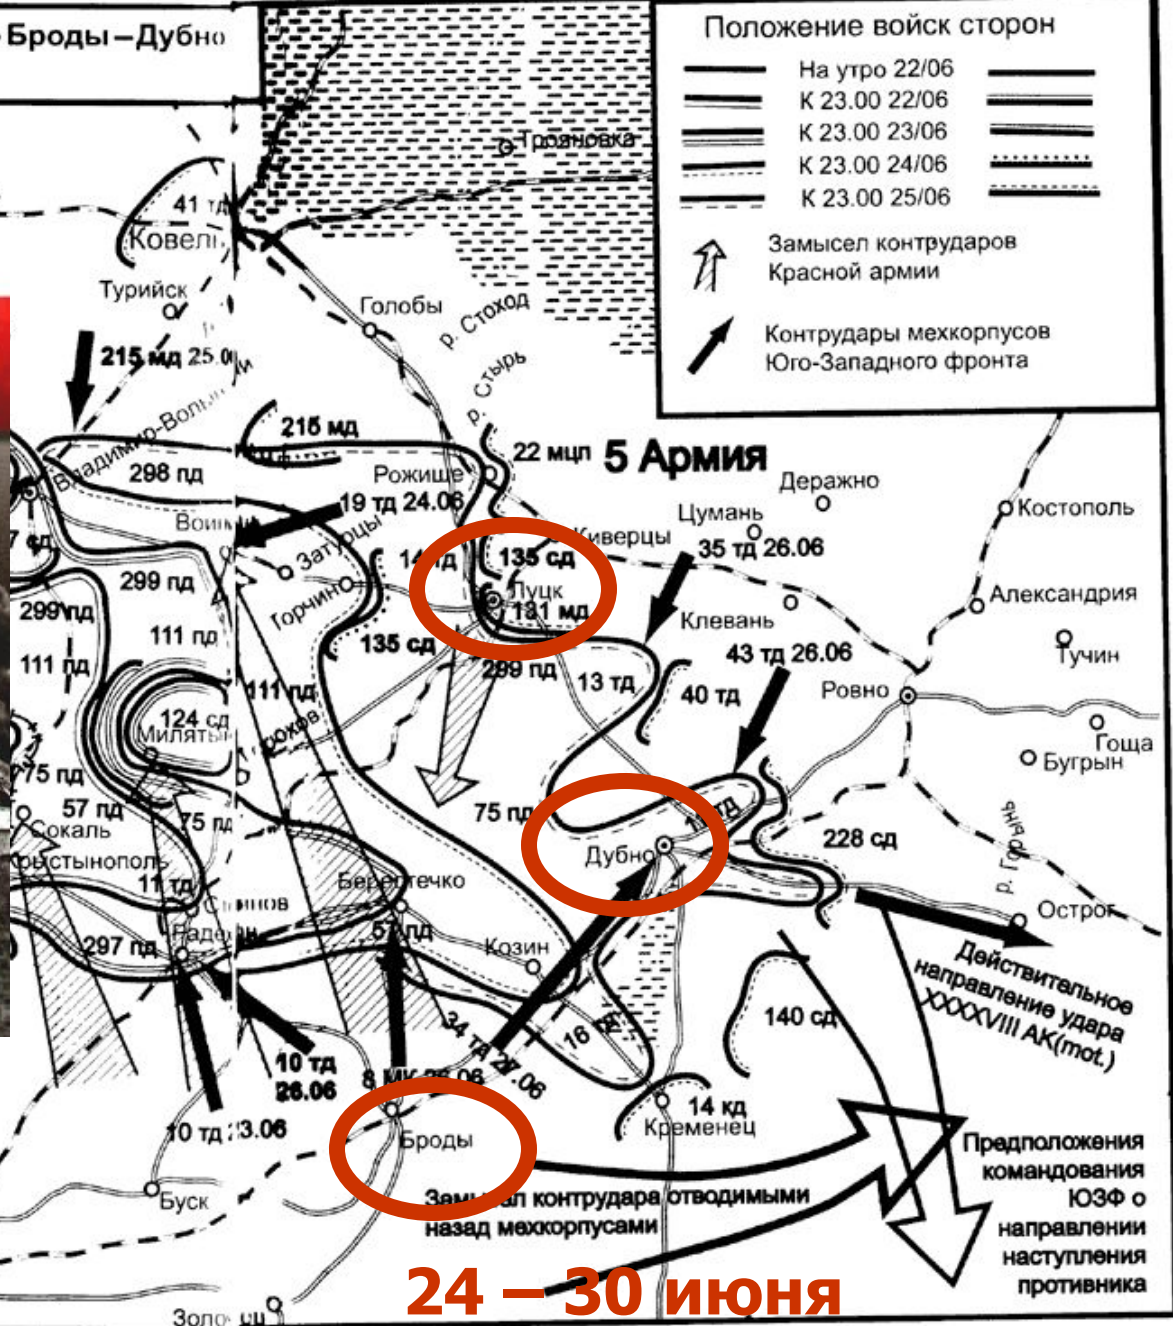 Броды–Дубно
Положение войск сторон
На утро 22/06
К 23.00 22/06
К 23.00 23/06
К 23.00 24/06
К 23.00 25/06
Замысел контрударов
Красной армии
Контрудары мехкорпусов
Юго-Западного фронта
Трояновка
41 тд
Ковель
Турийск
Голобы
р. Стоход
р. Стырь
215 мд
215 мд
22 мцп
5 Армия
298 пд
Рожище
Деражно
Костополь
19 тд 24.06
Цумань
Киверцы
35 тд 26.06
Затурцы
14 тд
135 сд
299 пд
Торчин
Луцк
131 мд
Александрия
299 пд
111 пд
Клевань
Тучин
135 сд
43 тд 26.06
111 пд
299 пд
13 тд
40 тд
Ровно
111 пд
124 сд
Гоща
Бугрын
75 пд
57 пд
75 пд
75 пд
Сокаль
228 сд
р. Горынь
Дубно
11 тд
Берестечко
Острог
57 пд
297 пд
Козин
Действительное
направление удара
XXXXVIII АК(mot.)
34 тд 27.06
140 сд
10 тд
26.06
8 МК 26.06
14 кд
Кременец
10 тд 23.06
Броды
Буск
Замысел контрудара отводимыми
назад мехкорпусами
Предположения
командования
ЮЗФ о
направлении
наступления
противника
24 – 30 июня